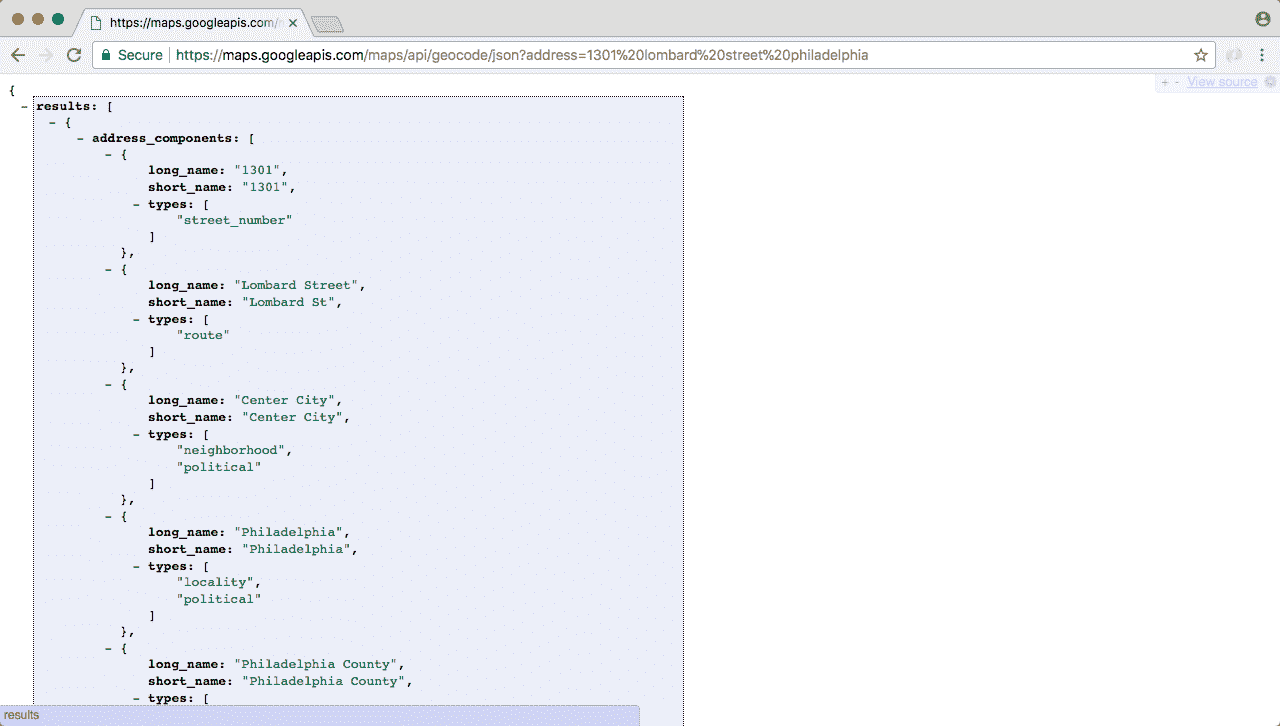 https://maps.googleapis.com/
Secure | https://maps.googleapis.com/maps/api/geocode/json?address=1301%20lombard%20street%20philadelphia
+ - View source
{
- results: [
- {
- address_components: [
- {
long_name: "1301",
short_name: "1301",
- types: [
"street_number"
]
},
- {
long_name: "Lombard Street",
short_name: "Lombard St",
- types: [
"route"
]
},
- {
long_name: "Center City",
short_name: "Center City",
- types: [
"neighborhood",
"political"
]
},
- {
long_name: "Philadelphia",
short_name: "Philadelphia",
- types: [
"locality",
"political"
]
},
- {
long_name: "Philadelphia County",
short_name: "Philadelphia County",
- types: [
results